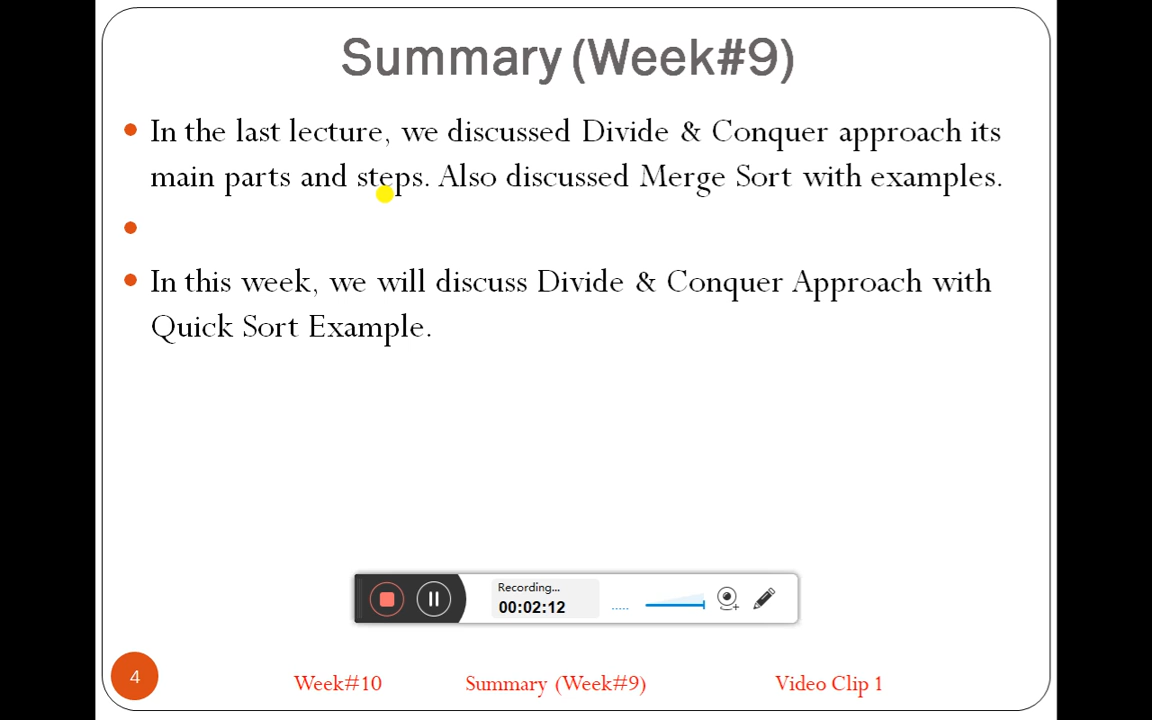 Summary (Week#9)
In the last lecture, we discussed Divide & Conquer approach its
main parts and steps. Also discussed Merge Sort with examples.
In this week, we will discuss Divide & Conquer Approach with
Quick Sort Example.
Recording...
00:02:12
4
Week#10
Summary (Week#9)
Video Clip 1